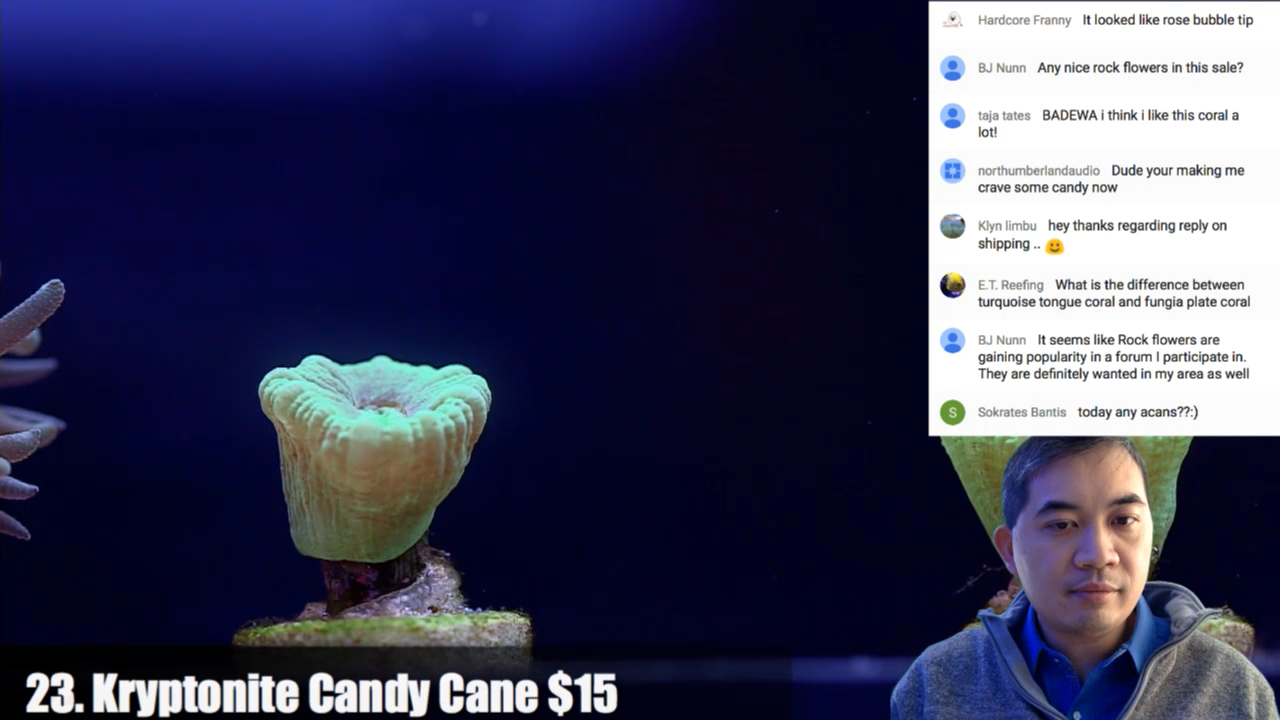 Hardcore Franny It looked like rose bubble tip
BJ Nunn Any nice rock flowers in this sale?
taja tates BADEWA i think i like this coral a
lot!
northumberlandaudio Dude your making me
crave some candy now
Klyn limbu hey thanks regarding reply on
shipping ..
E.T. Reefing What is the difference between
turquoise tongue coral and fungia plate coral
BJ Nunn It seems like Rock flowers are
gaining popularity in a forum I participate in.
They are definitely wanted in my area as well
S Sokrates Bantis today any acans??:)
23. Kryptonite Candy Cane $15